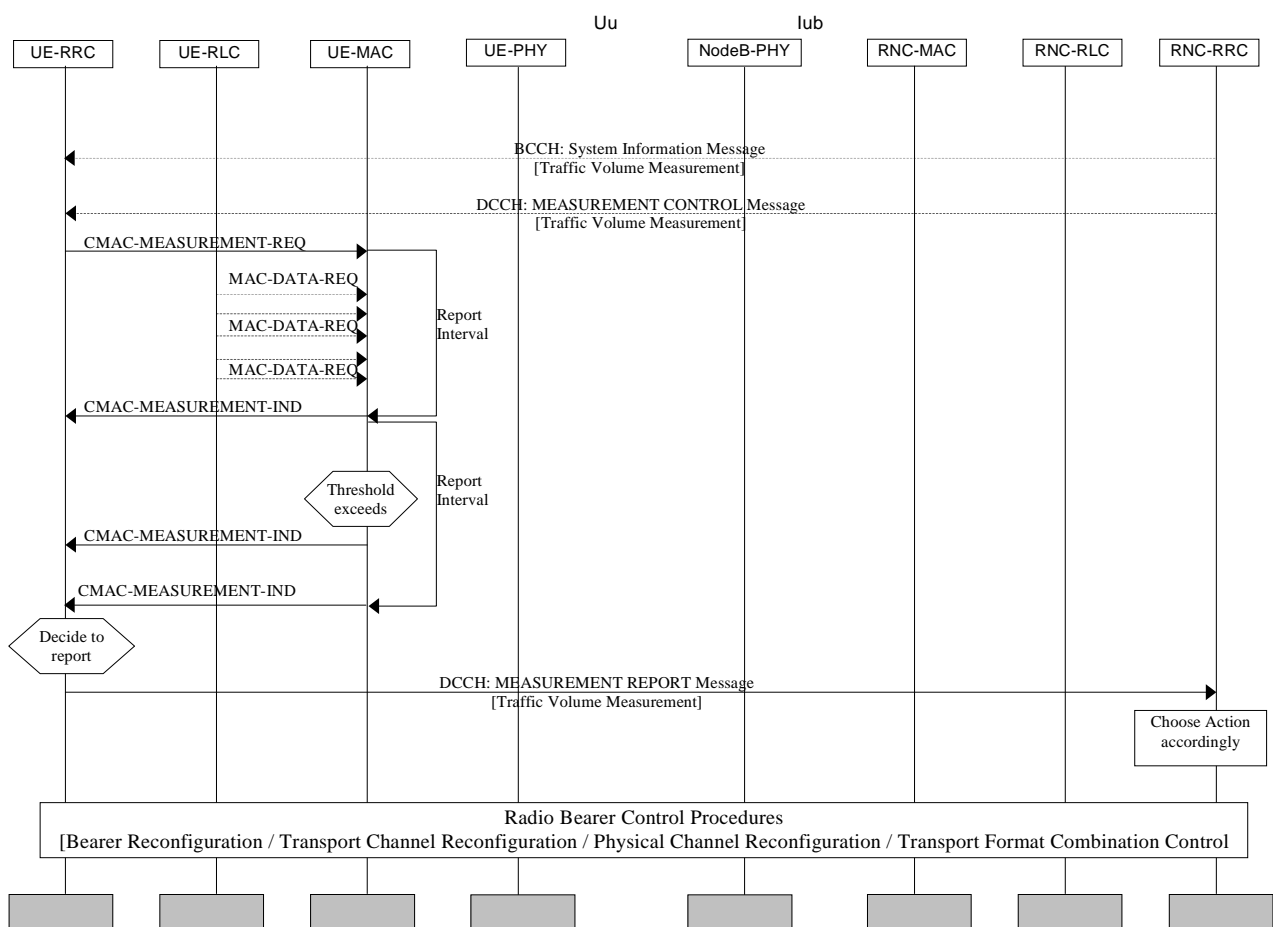 Uu Iub
UE-RRC UE-RLC UE-MAC UE-PHY NodeB-PHY RNC-MAC RNC-RLC RNC-RRC
BCCH: System Information Message
[Traffic Volume Measurement]
DCCH: MEASUREMENT CONTROL Message
[Traffic Volume Measurement]
CMAC-MEASUREMENT-REQ
MAC-DATA-REQ
Report
Interval
MAC-DATA-REQ
MAC-DATA-REQ
CMAC-MEASUREMENT-IND
Report
Interval
Threshold
exceeds
CMAC-MEASUREMENT-IND
CMAC-MEASUREMENT-IND
Decide to
report
DCCH: MEASUREMENT REPORT Message
[Traffic Volume Measurement]
Choose Action
accordingly
Radio Bearer Control Procedures
[Bearer Reconfiguration / Transport Channel Reconfiguration / Physical Channel Reconfiguration / Transport Format Combination Control